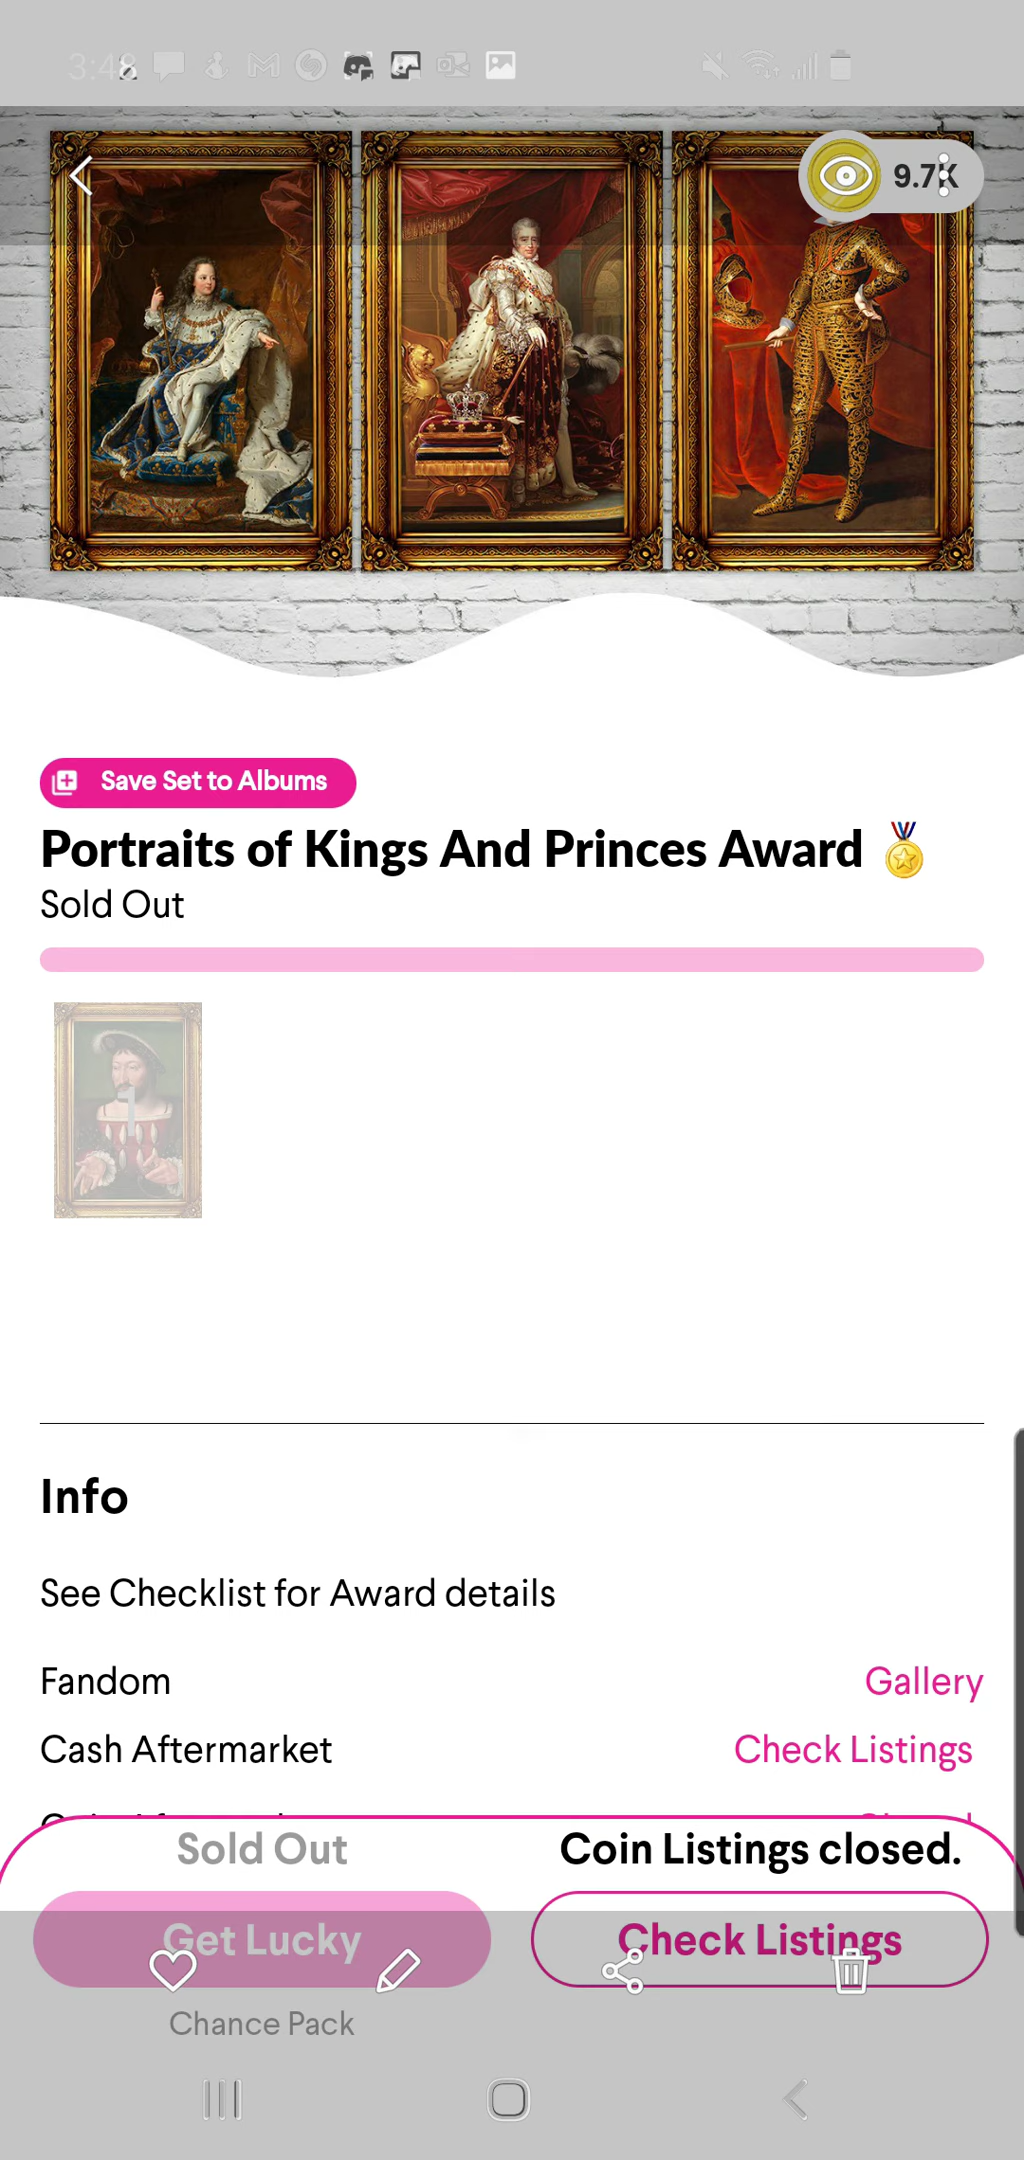 3:48
9.7K
Save Set to Albums
Portraits of Kings And Princes Award
Sold Out
1
Info
See Checklist for Award details
Fandom Gallery
Cash Aftermarket Check Listings
Sold Out Coin Listings closed.
Get Lucky Check Listings
Chance Pack